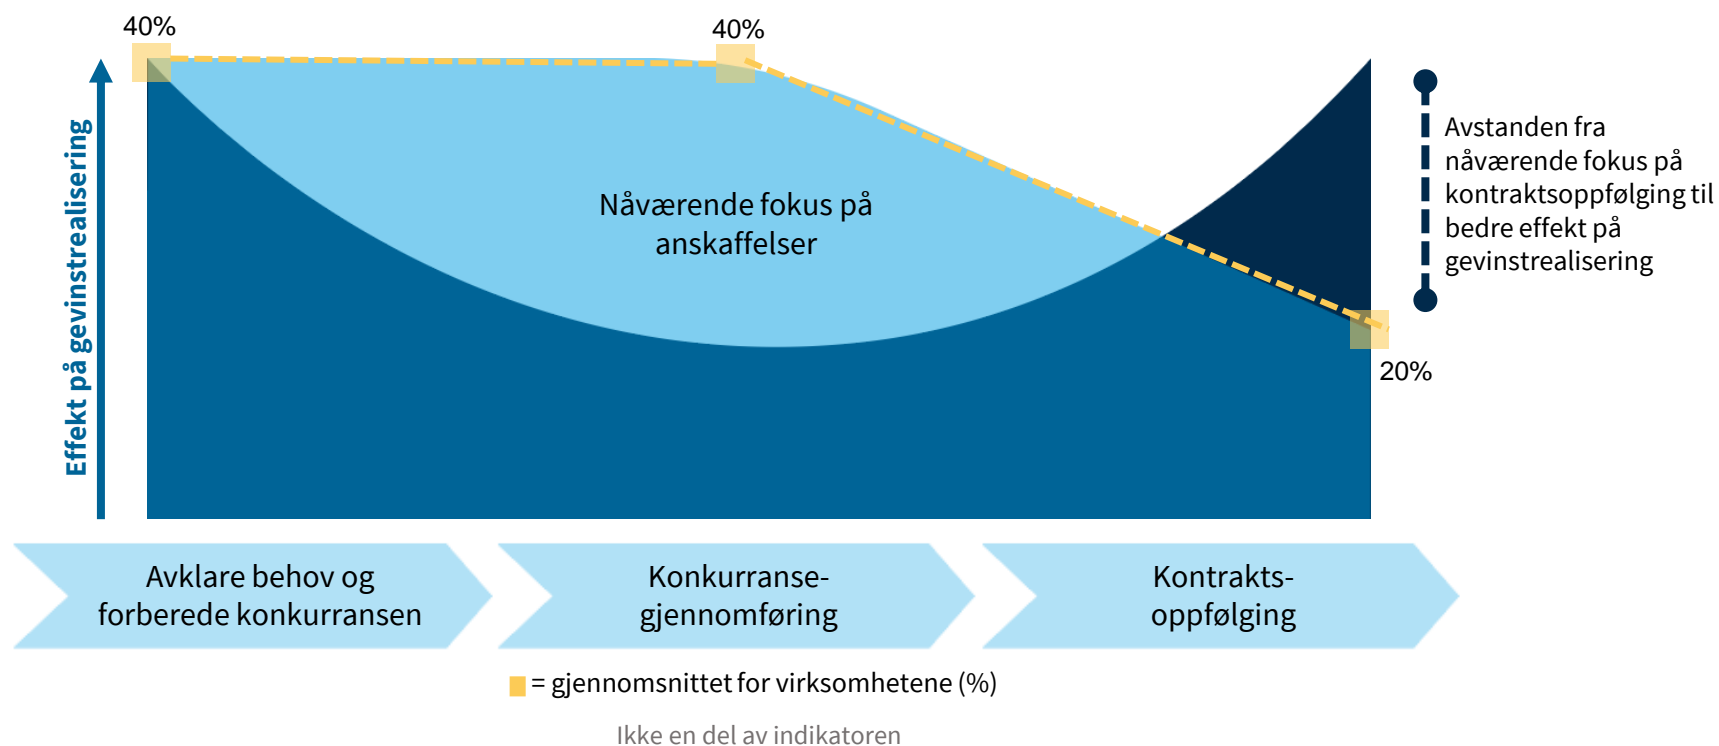 40%
40%
Effekt på gevinstrealisering
Nåværende fokus på
anskaffelser
Avstanden fra
nåværende fokus på
kontraktsoppfølging til
bedre effekt på
gevinstrealisering
20%
Avklare behov og
forberede konkurransen
Konkurranse-
gjennomføring
Kontrakts-
oppfølging
= gjennomsnittet for virksomhetene (%)
Ikke en del av indikatoren